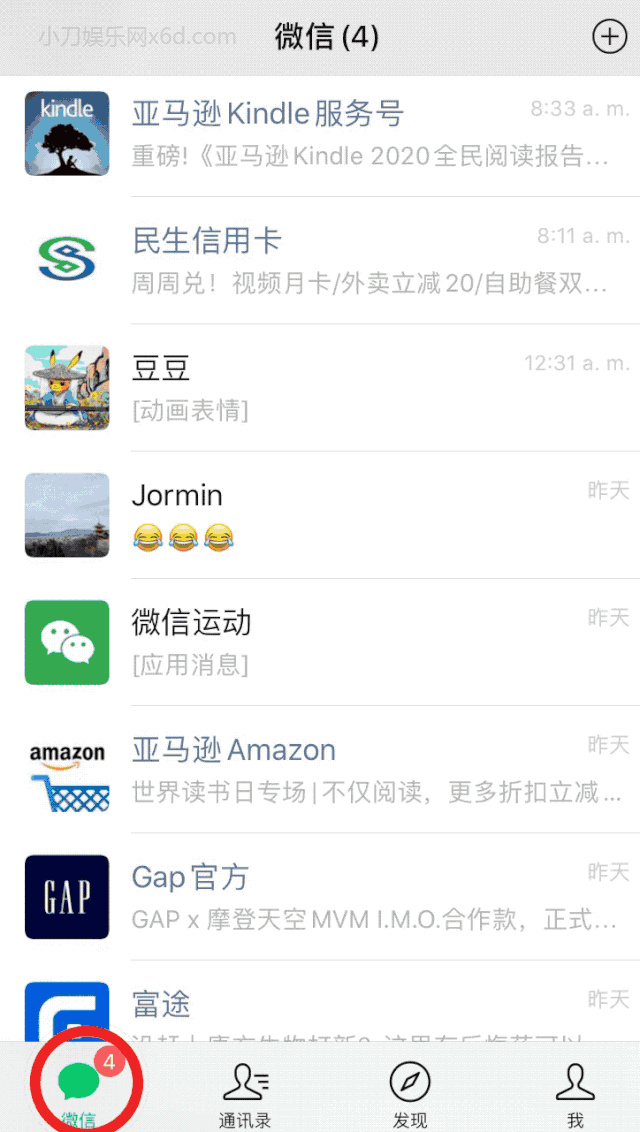 小刀娱乐网x6d.com
微信(4)
kindle
亚马逊Kindle服务号
8:33 a. m.
重磅!《亚马逊Kindle 2020全民阅读报告...
民生信用卡
8:11 a. m.
周周兑！视频月卡/外卖立减20/自助餐双...
豆豆
12:31 a. m.
[动画表情]
Jormin
昨天
😂😂😂
微信运动
昨天
[应用消息]
amazon
亚马逊Amazon
昨天
世界读书日专场|不仅阅读，更多折扣立减...
GAP
Gap官方
昨天
GAP x 摩登天空MVM I.M.O.合作款，正式...
富途
昨天
4
微信
通讯录
发现
我